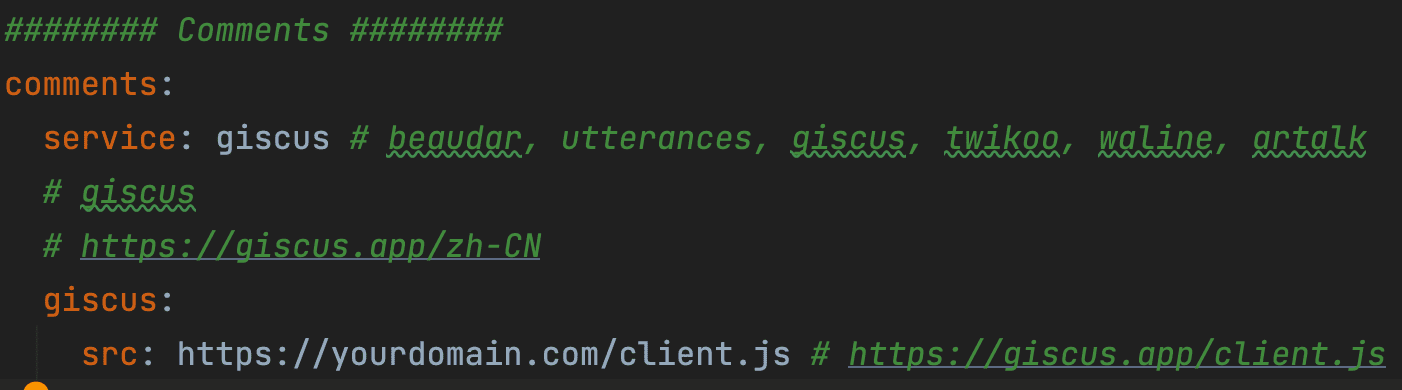 ######## Comments ########
comments:
service: giscus # beaudar, utterances, giscus, twikoo, waline, artalk
# giscus
# https://giscus.app/zh-CN
giscus:
src: https://yourdomain.com/client.js # https://giscus.app/client.js